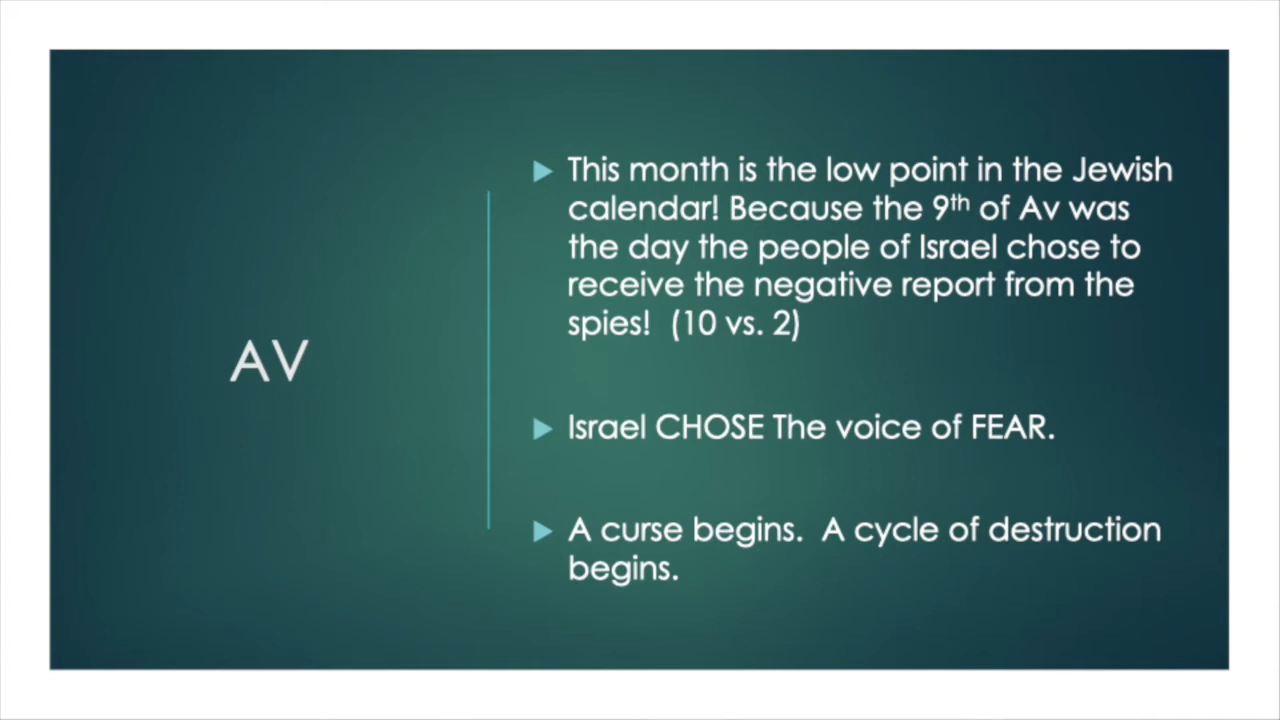 AV
This month is the low point in the Jewish
calendar! Because the 9th of Av was
the day the people of Israel chose to
receive the negative report from the
spies!  (10 vs. 2)
Israel CHOSE The voice of FEAR.
A curse begins.  A cycle of destruction
begins.